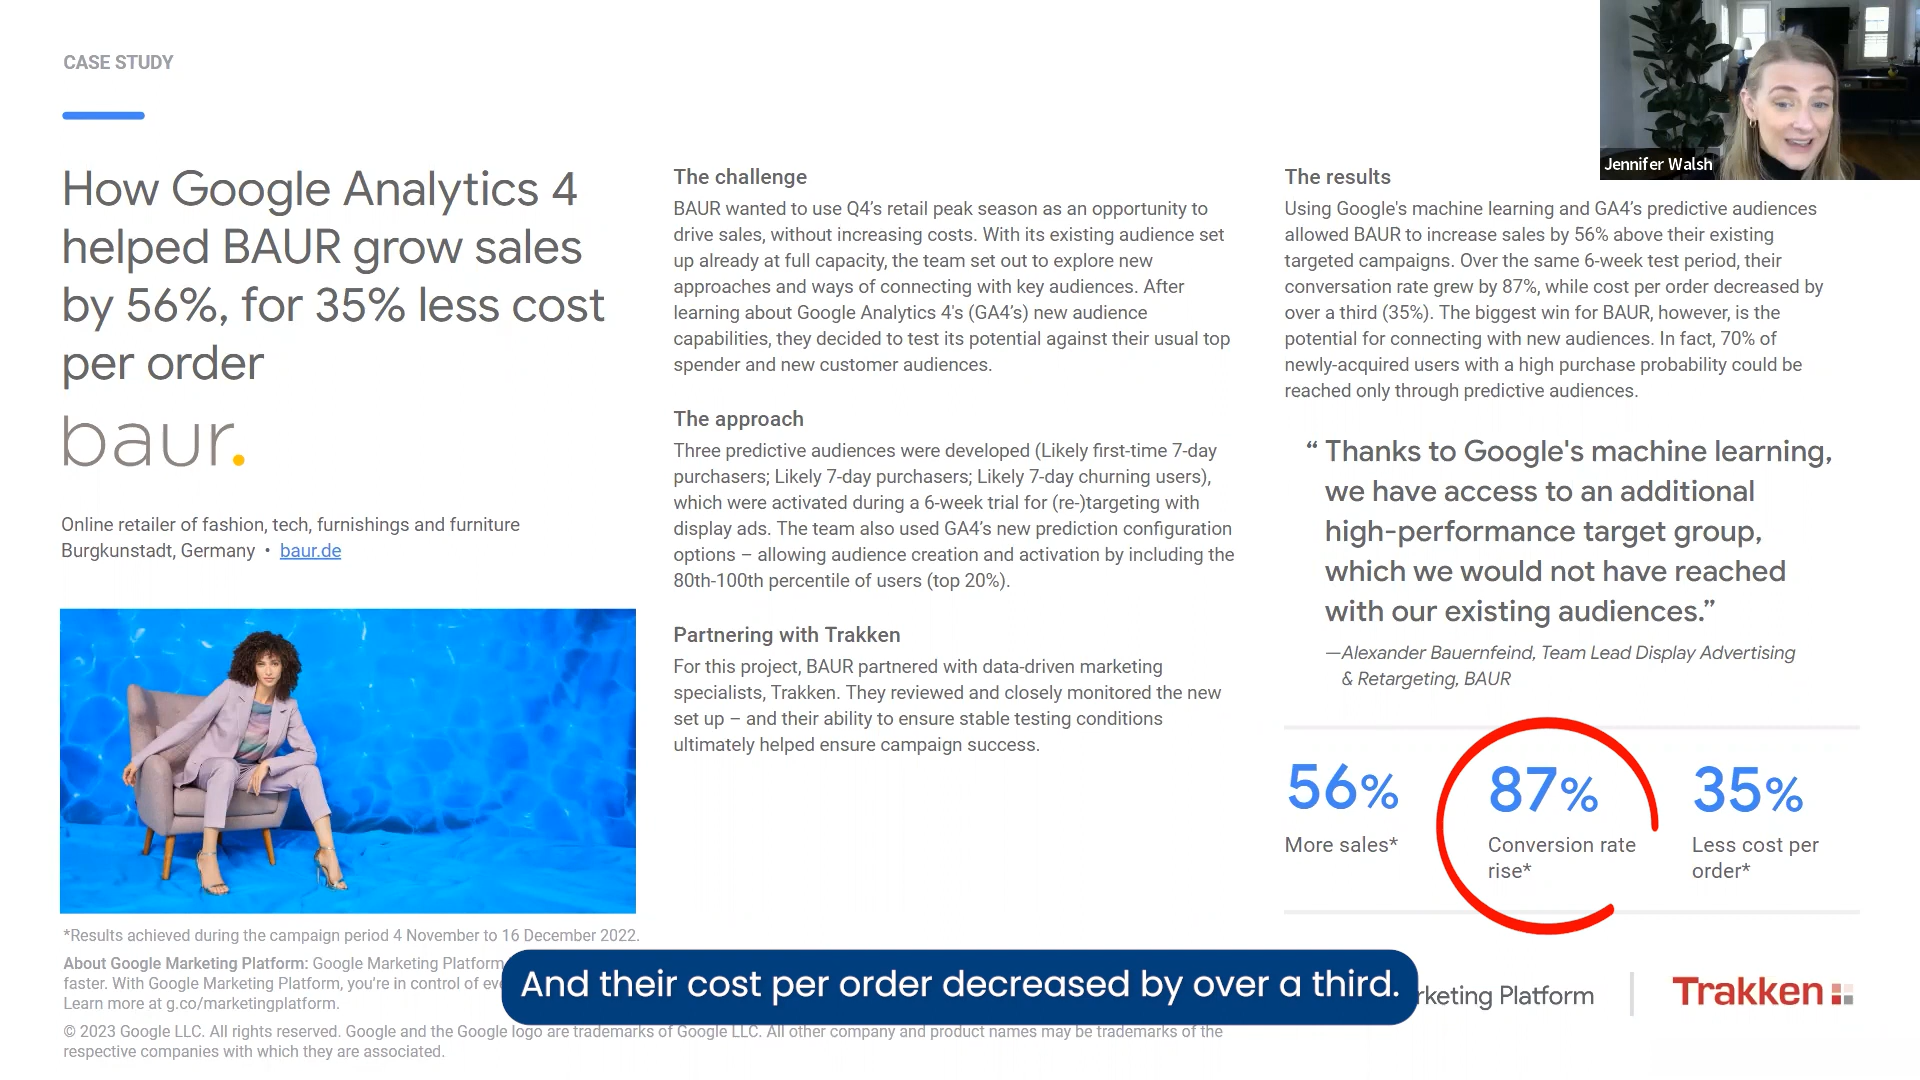 CASE STUDY
How Google Analytics 4
helped BAUR grow sales
by 56%, for 35% less cost
per order
baur.
Online retailer of fashion, tech, furnishings and furniture
Burgkunstadt, Germany • baur.de
*Results achieved during the campaign period 4 November to 16 December 2022.
About Google Marketing Platform: Google Marketing Platform
faster. With Google Marketing Platform, you're in control of
Learn more at g.co/marketingplatform.
© 2023 Google LLC. All rights reserved. Google and the Google logo are trademarks of Google LLC. All other company and product names may be trademarks of the
respective companies with which they are associated.
The challenge
BAUR wanted to use Q4’s retail peak season as an opportunity to
drive sales, without increasing costs. With its existing audience set
up already at full capacity, the team set out to explore new
approaches and ways of connecting with key audiences. After
learning about Google Analytics 4's (GA4’s) new audience
capabilities, they decided to test its potential against their usual top
spender and new customer audiences.
The approach
Three predictive audiences were developed (Likely first-time 7-day
purchasers; Likely 7-day purchasers; Likely 7-day churning users),
which were activated during a 6-week trial for (re-)targeting with
display ads. The team also used GA4’s new prediction configuration
options – allowing audience creation and activation by including the
80th-100th percentile of users (top 20%).
Partnering with Trakken
For this project, BAUR partnered with data-driven marketing
specialists, Trakken. They reviewed and closely monitored the new
set up – and their ability to ensure stable testing conditions
ultimately helped ensure campaign success.
The results
Using Google's machine learning and GA4’s predictive audiences
allowed BAUR to increase sales by 56% above their existing
targeted campaigns. Over the same 6-week test period, their
conversation rate grew by 87%, while cost per order decreased by
over a third (35%). The biggest win for BAUR, however, is the
potential for connecting with new audiences. In fact, 70% of
newly-acquired users with a high purchase probability could be
reached only through predictive audiences.
“ Thanks to Google's machine learning,
we have access to an additional
high-performance target group,
which we would not have reached
with our existing audiences.”
—Alexander Bauernfeind, Team Lead Display Advertising
& Retargeting, BAUR
56%
More sales*
87%
Conversion rate
rise*
35%
Less cost per
order*
Platform
Trakken
Jennifer Walsh
And their cost per order decreased by over a third.